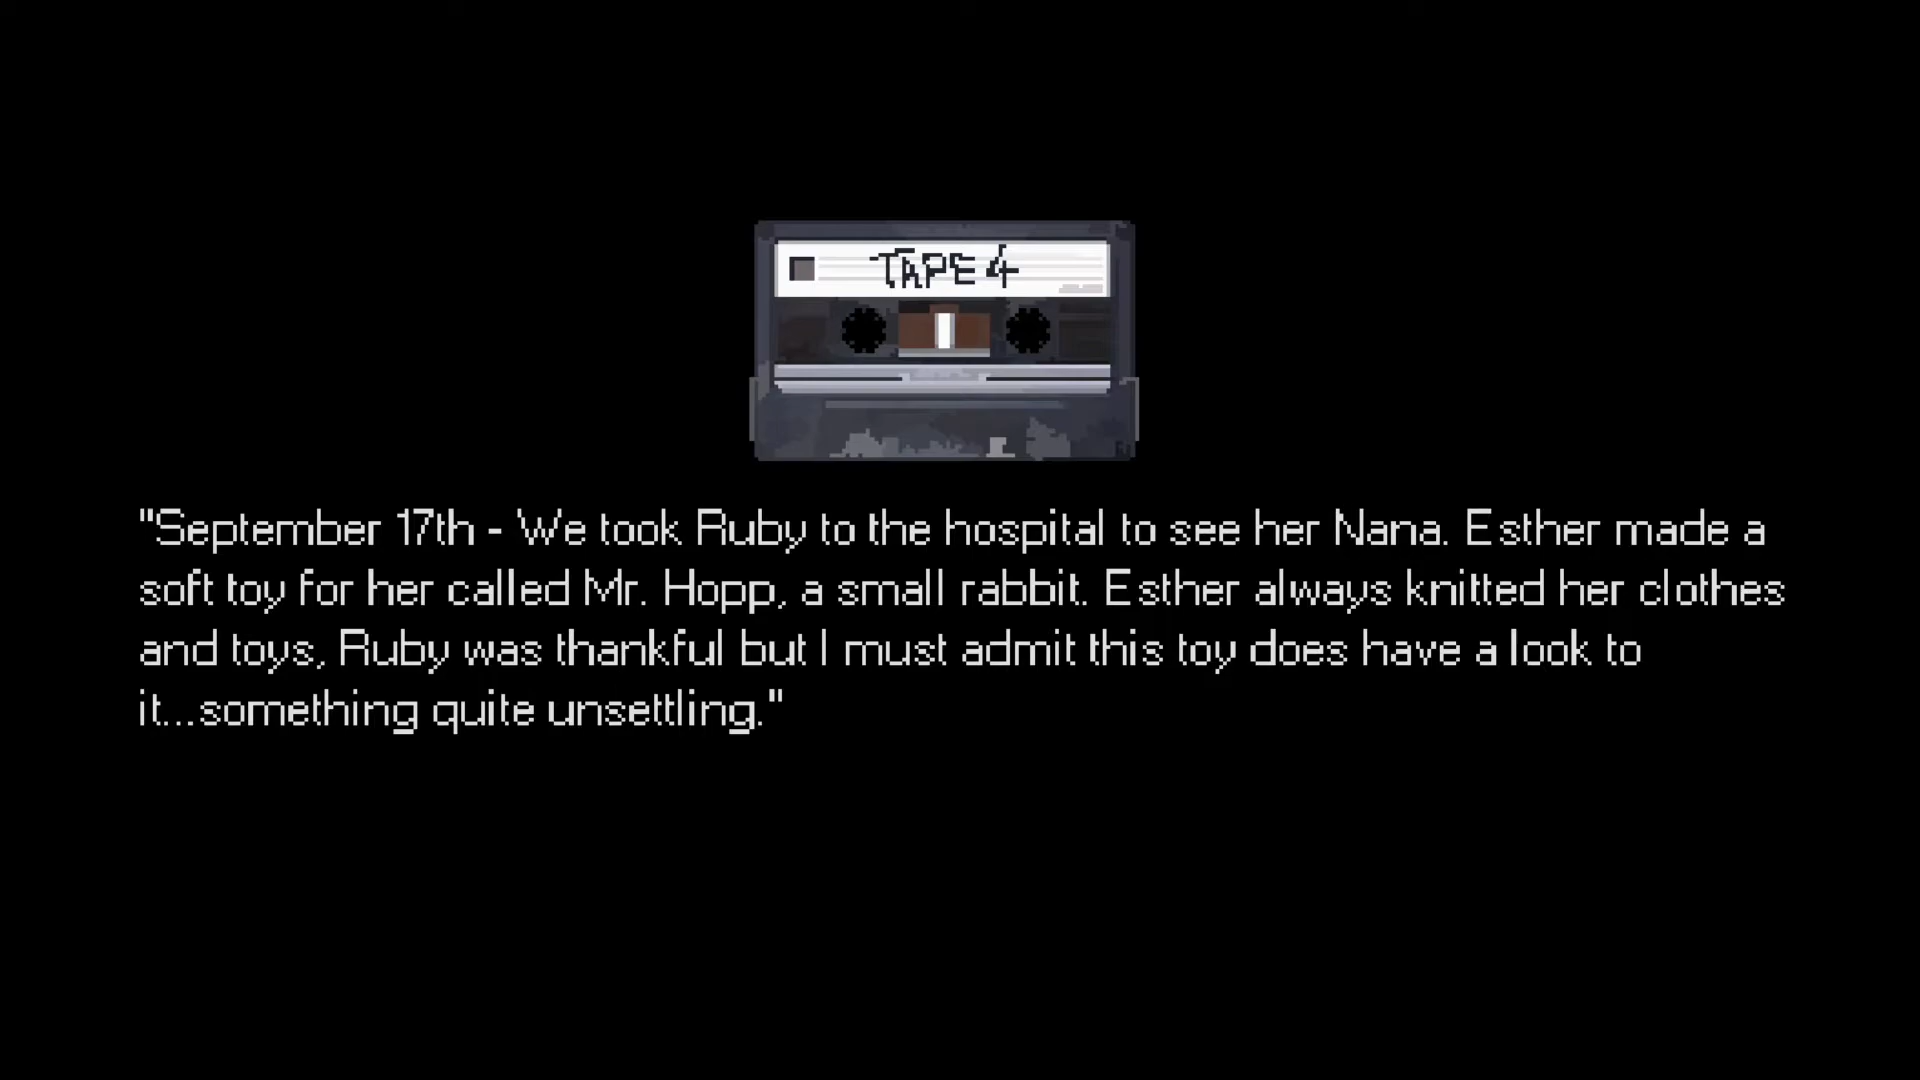 TAPE 4
"September 17th - We took Ruby to the hospital to see her Nana. Esther made a
soft toy for her called Mr. Hopp, a small rabbit. Esther always knitted her clothes
and toys, Ruby was thankful but I must admit this toy does have a look to
it...something quite unsettling."